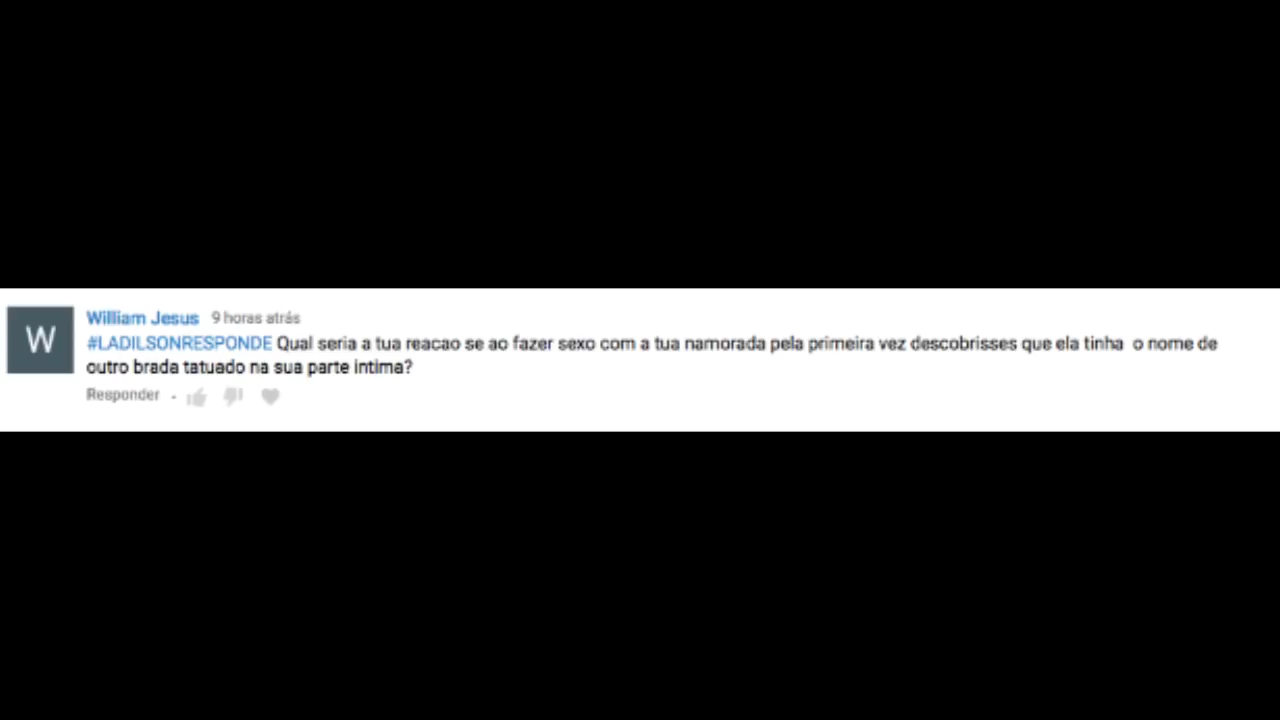 W
William Jesus 9 horas atrás
#LADILSONRESPONDE Qual seria a tua reacao se ao fazer sexo com a tua namorada pela primeira vez descobrisses que ela tinha o nome de
outro brada tatuado na sua parte intima?
Responder